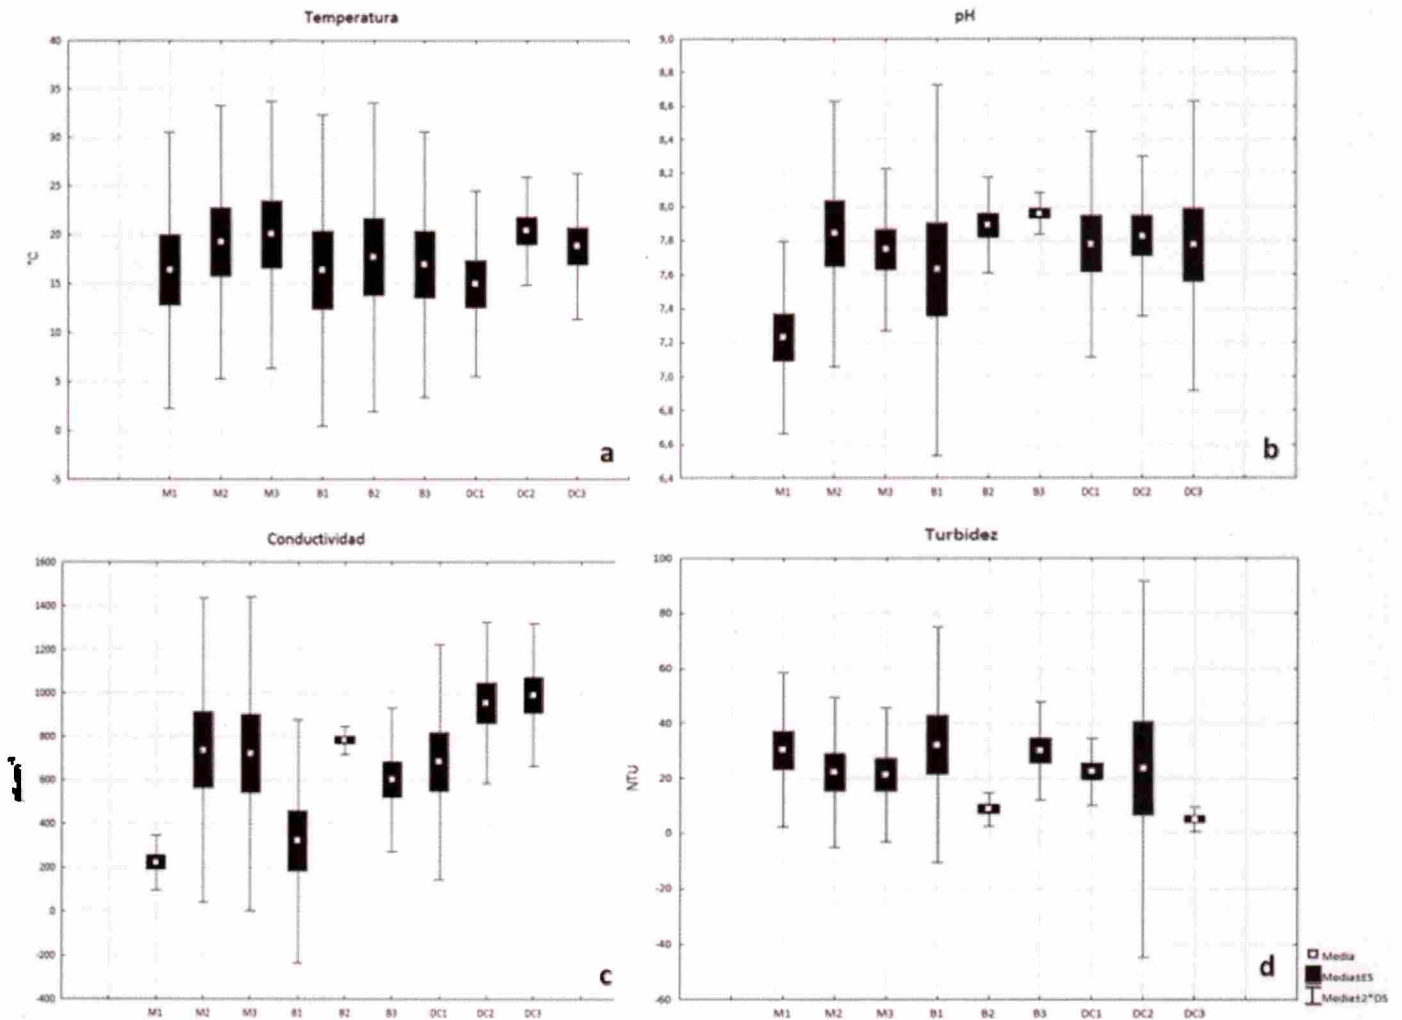 Temperatura
40
35
30
25
20
15
10
5
0
-5
°C
M1 M2 M3 B1 B2 B3 DC1 DC2 DC3
a
pH
9,0
8,8
8,6
8,4
8,2
8,0
7,8
7,6
7,4
7,2
7,0
6,8
6,6
6,4
M1 M2 M3 B1 B2 B3 DC1 DC2 DC3
b
Conductividad
1600
1400
1200
1000
800
600
400
200
0
-200
-400
M1 M2 M3 B1 B2 B3 DC1 DC2 DC3
c
Turbidez
100
80
60
40
20
0
-20
-40
-60
NTU
M1 M2 M3 B1 B2 B3 DC1 DC2 DC3
d
Media
Media±ES
Media±2*DS